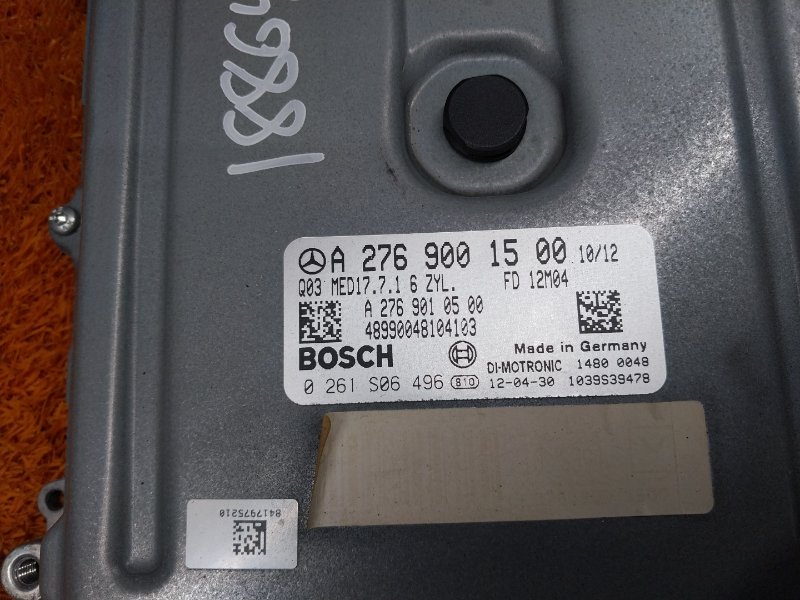 A 276 900 15 00 10/12
Q03 MED17.7.1 6 ZYL. FD 12M04
A 276 901 05 00
48990048104103
BOSCH
Made in Germany
DI-MOTRONIC 1480 0048
0 261 S06 496 810 12-04-30 1039S39478
8417975210